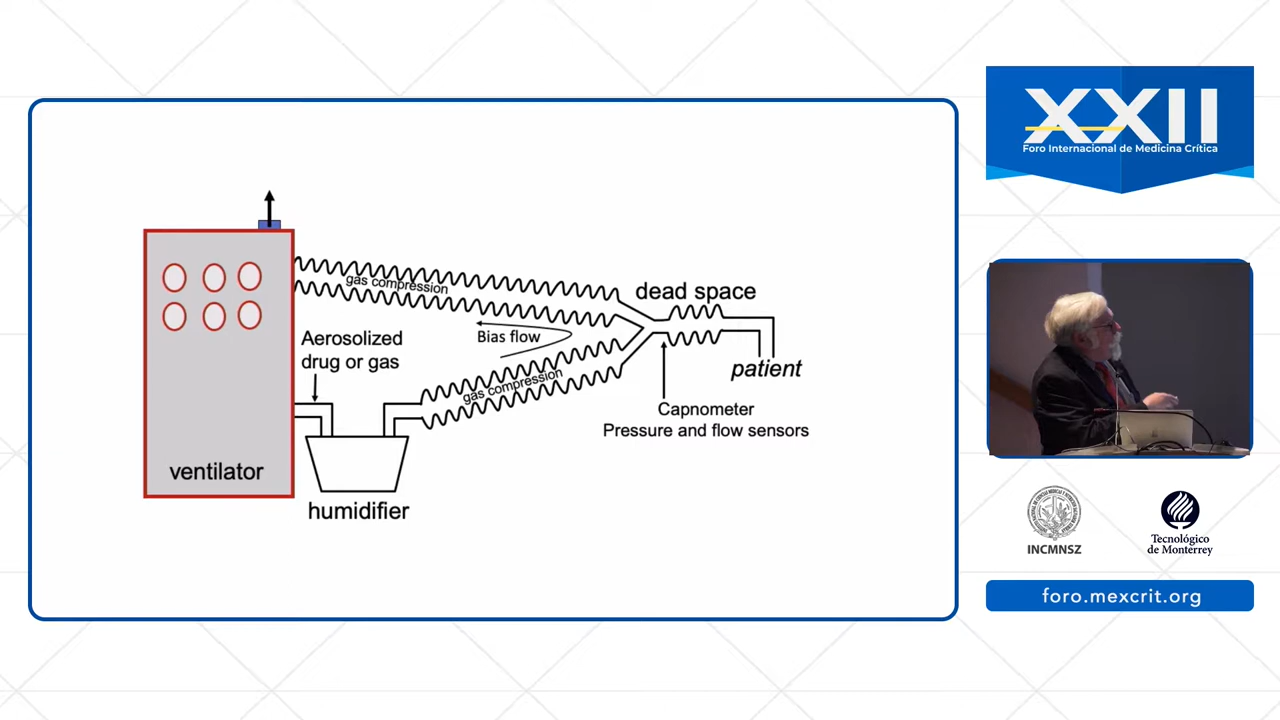 gas compression
dead space
Aerosolized
drug or gas
Bias flow
patient
gas compression
Capnometer
Pressure and flow sensors
ventilator
humidifier
XXII
Foro Internacional de Medicina Crítica
INCMNSZ
Tecnológico
de Monterrey
foro.mexcrit.org